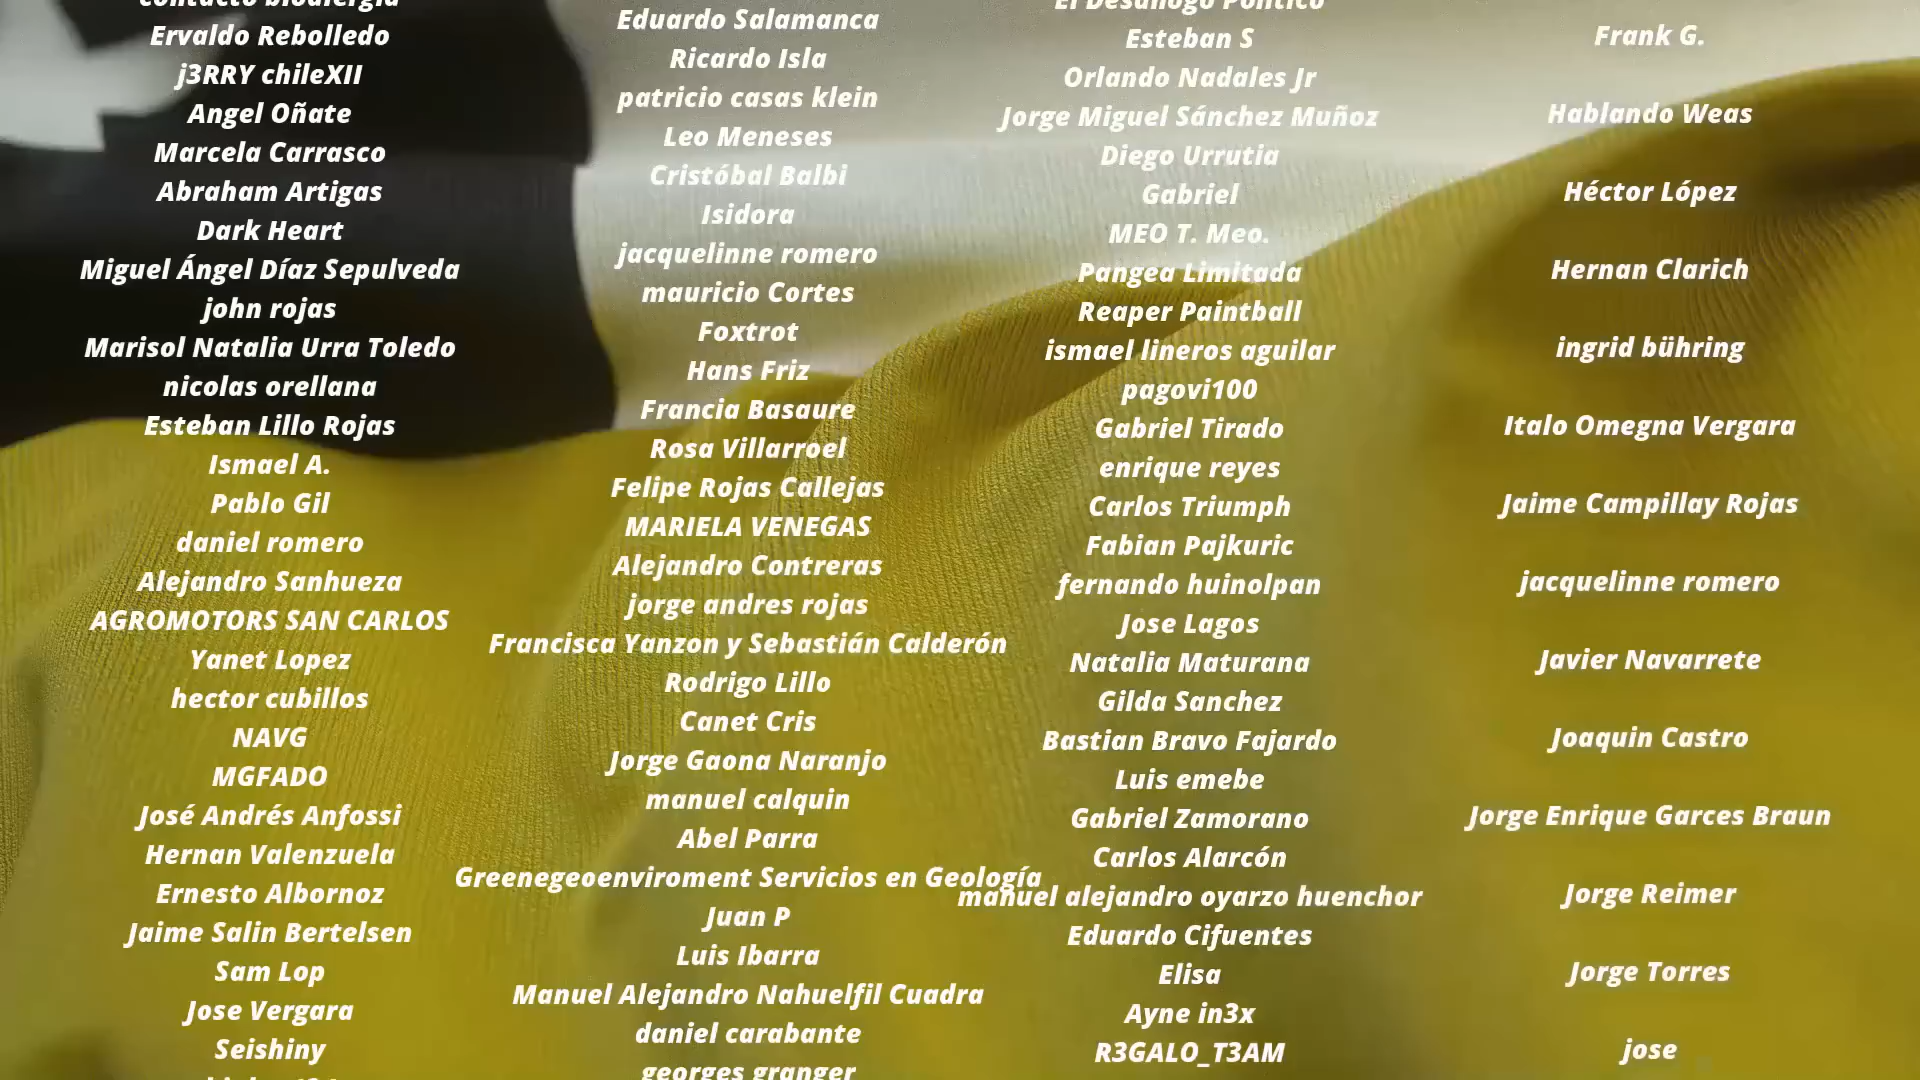 contacto biodiergia
Ervaldo Rebolledo
j3RRY chileXII
Angel Oñate
Marcela Carrasco
Abraham Artigas
Dark Heart
Miguel Ángel Díaz Sepulveda
john rojas
Marisol Natalia Urra Toledo
nicolas orellana
Esteban Lillo Rojas
Ismael A.
Pablo Gil
daniel romero
Alejandro Sanhueza
AGROMOTORS SAN CARLOS
Yanet Lopez
hector cubillos
NAVG
MGFADO
José Andrés Anfossi
Hernan Valenzuela
Ernesto Albornoz
Jaime Salin Bertelsen
Sam Lop
Jose Vergara
Seishiny
Eduardo Salamanca
Ricardo Isla
patricio casas klein
Leo Meneses
Cristóbal Balbi
Isidora
jacquelinne romero
mauricio Cortes
Foxtrot
Hans Friz
Francia Basaure
Rosa Villarroel
Felipe Rojas Callejas
MARIELA VENEGAS
Alejandro Contreras
jorge andres rojas
Francisca Yanzon y Sebastián Calderón
Rodrigo Lillo
Canet Cris
Jorge Gaona Naranjo
manuel calquin
Abel Parra
Greenegeoenviroment Servicios en Geología
Juan P
Luis Ibarra
Manuel Alejandro Nahuelfil Cuadra
daniel carabante
georges granger
El Desahogo Político
Esteban S
Orlando Nadales Jr
Jorge Miguel Sánchez Muñoz
Diego Urrutia
Gabriel
MEO T. Meo.
Pangea Limitada
Reaper Paintball
ismael lineros aguilar
pagovi100
Gabriel Tirado
enrique reyes
Carlos Triumph
Fabian Pajkuric
fernando huinolpan
Jose Lagos
Natalia Maturana
Gilda Sanchez
Bastian Bravo Fajardo
Luis emebe
Gabriel Zamorano
Carlos Alarcón
manuel alejandro oyarzo huenchor
Eduardo Cifuentes
Elisa
Ayne in3x
R3GALO_T3AM
Frank G.
Hablando Weas
Héctor López
Hernan Clarich
ingrid bühring
Italo Omegna Vergara
Jaime Campillay Rojas
jacquelinne romero
Javier Navarrete
Joaquin Castro
Jorge Enrique Garces Braun
Jorge Reimer
Jorge Torres
jose